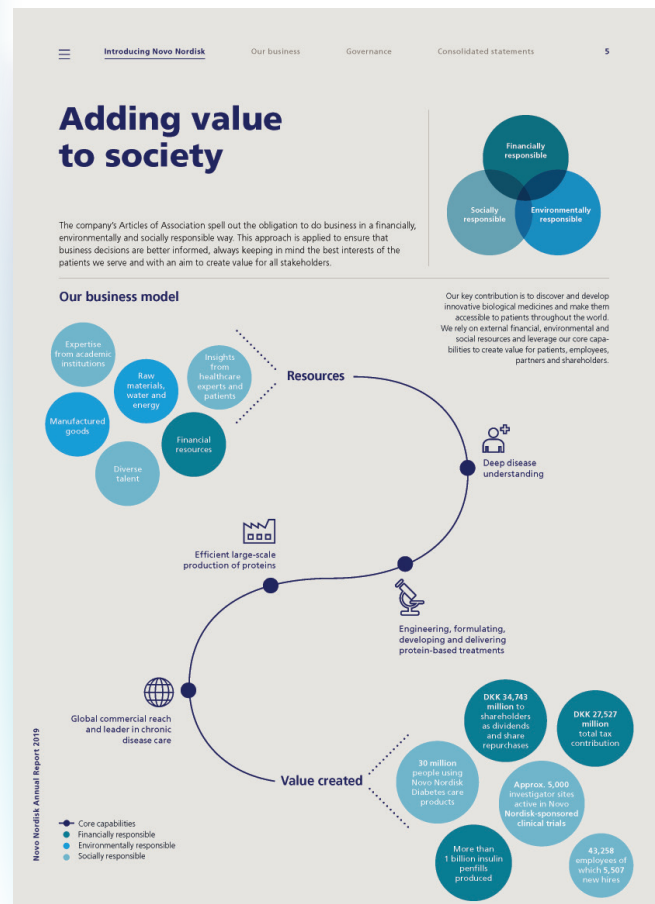 Introducing Novo Nordisk
Our business
Governance
Consolidated statements
5
Adding value
to society
Financially
responsible
Socially
responsible
Environmentally
responsible
The company's Articles of Association spell out the obligation to do business in a financially,
environmentally and socially responsible way. This approach is applied to ensure that
business decisions are better informed, always keeping in mind the best interests of the
patients we serve and with an aim to create value for all stakeholders.
Our business model
Our key contribution is to discover and develop
innovative biological medicines and make them
accessible to patients throughout the world.
We rely on external financial, environmental and
social resources and leverage our core capa-
bilities to create value for patients, employees,
partners and shareholders.
Expertise
from academic
institutions
Raw
materials,
water and
energy
Insights
from
healthcare
experts and
patients
Manufactured
goods
Financial
resources
Diverse
talent
Resources
Deep disease
understanding
Efficient large-scale
production of proteins
Engineering, formulating,
developing and delivering
protein-based treatments
Global commercial reach
and leader in chronic
disease care
Value created
DKK 34,743
million to
shareholders
as dividends
and share
repurchases
DKK 27,527
million
total tax
contribution
30 million
people using
Novo Nordisk
Diabetes care
products
Approx. 5,000
investigator sites
active in Novo
Nordisk-sponsored
clinical trials
More than
1 billion insulin
penfills
produced
43,258
employees of
which 5,507
new hires
Core capabilities
Financially responsible
Environmentally responsible
Socially responsible
Novo Nordisk Annual Report 2019